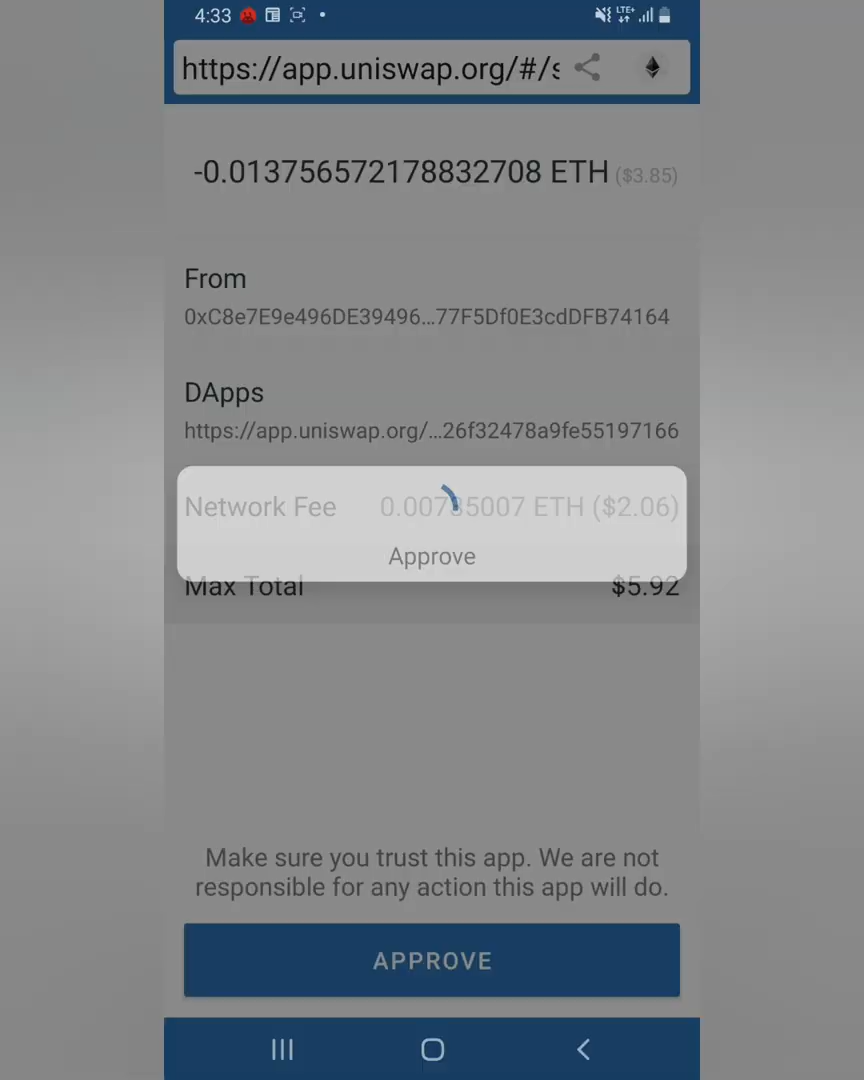 4:33
LTE+
https://app.uniswap.org/#/s
-0.013756572178832708 ETH ($3.85)
From
0xC8e7E9e496DE39496...77F5Df0E3cdDFB74164
DApps
https://app.uniswap.org/...26f32478a9fe55197166
Network Fee 0.00735007 ETH ($2.06)
Approve
Max Total $5.92
Make sure you trust this app. We are not
responsible for any action this app will do.
APPROVE